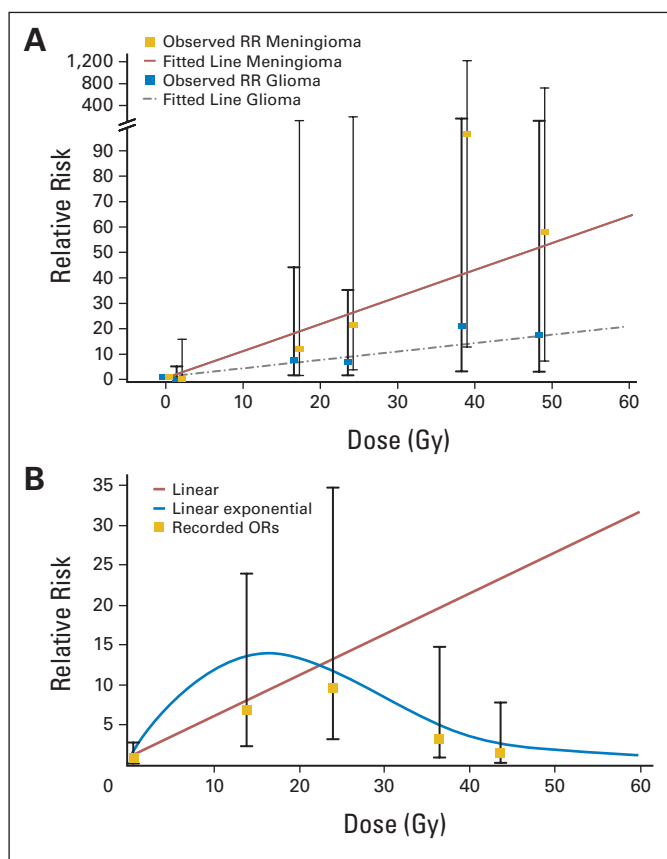 A
Observed RR Meningioma
Fitted Line Meningioma
Observed RR Glioma
Fitted Line Glioma
1,200
800
400
90
80
70
60
50
40
30
20
10
0
Relative Risk
0 10 20 30 40 50 60
Dose (Gy)
B
Linear
Linear exponential
Recorded ORs
35
30
25
20
15
10
5
Relative Risk
0 10 20 30 40 50 60
Dose (Gy)